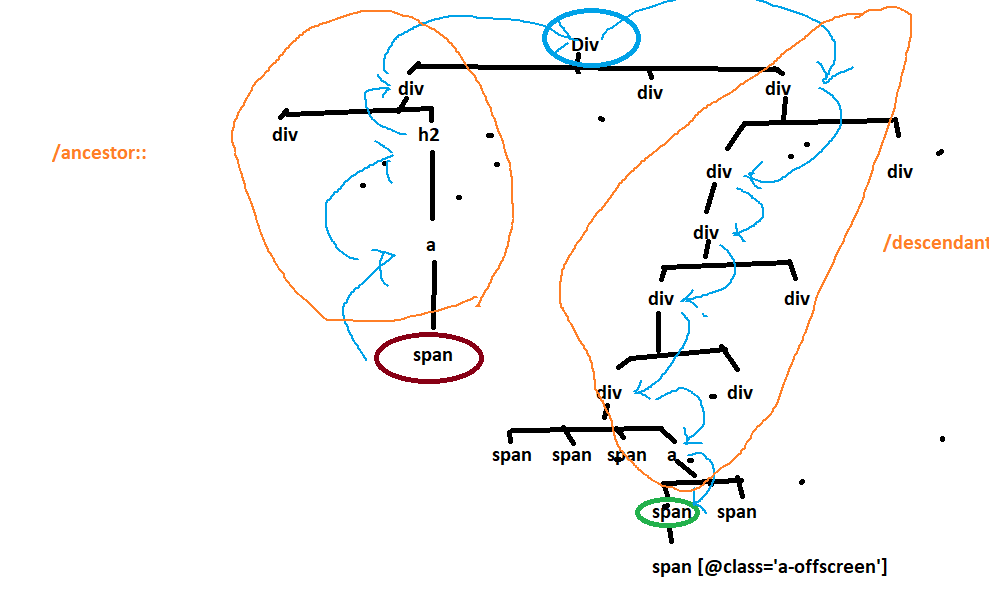 Div
div
div
div
div
h2
/ancestor::
div
div
div
a
/descendant
div
div
span
div
div
span
span
span
a
span
span
span [@class='a-offscreen']